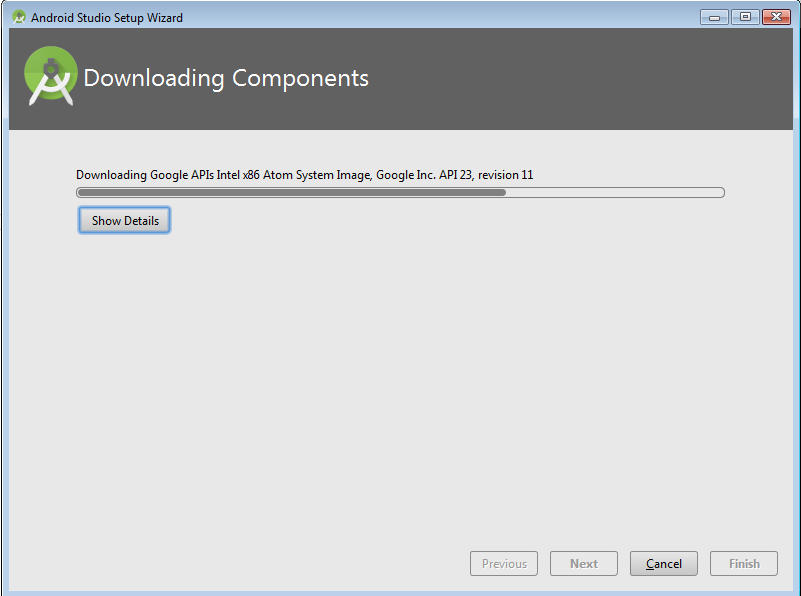 Android Studio Setup Wizard
Downloading Components
Downloading Google APIs Intel x86 Atom System Image, Google Inc. API 23, revision 11
Show Details
Previous Next Cancel Finish